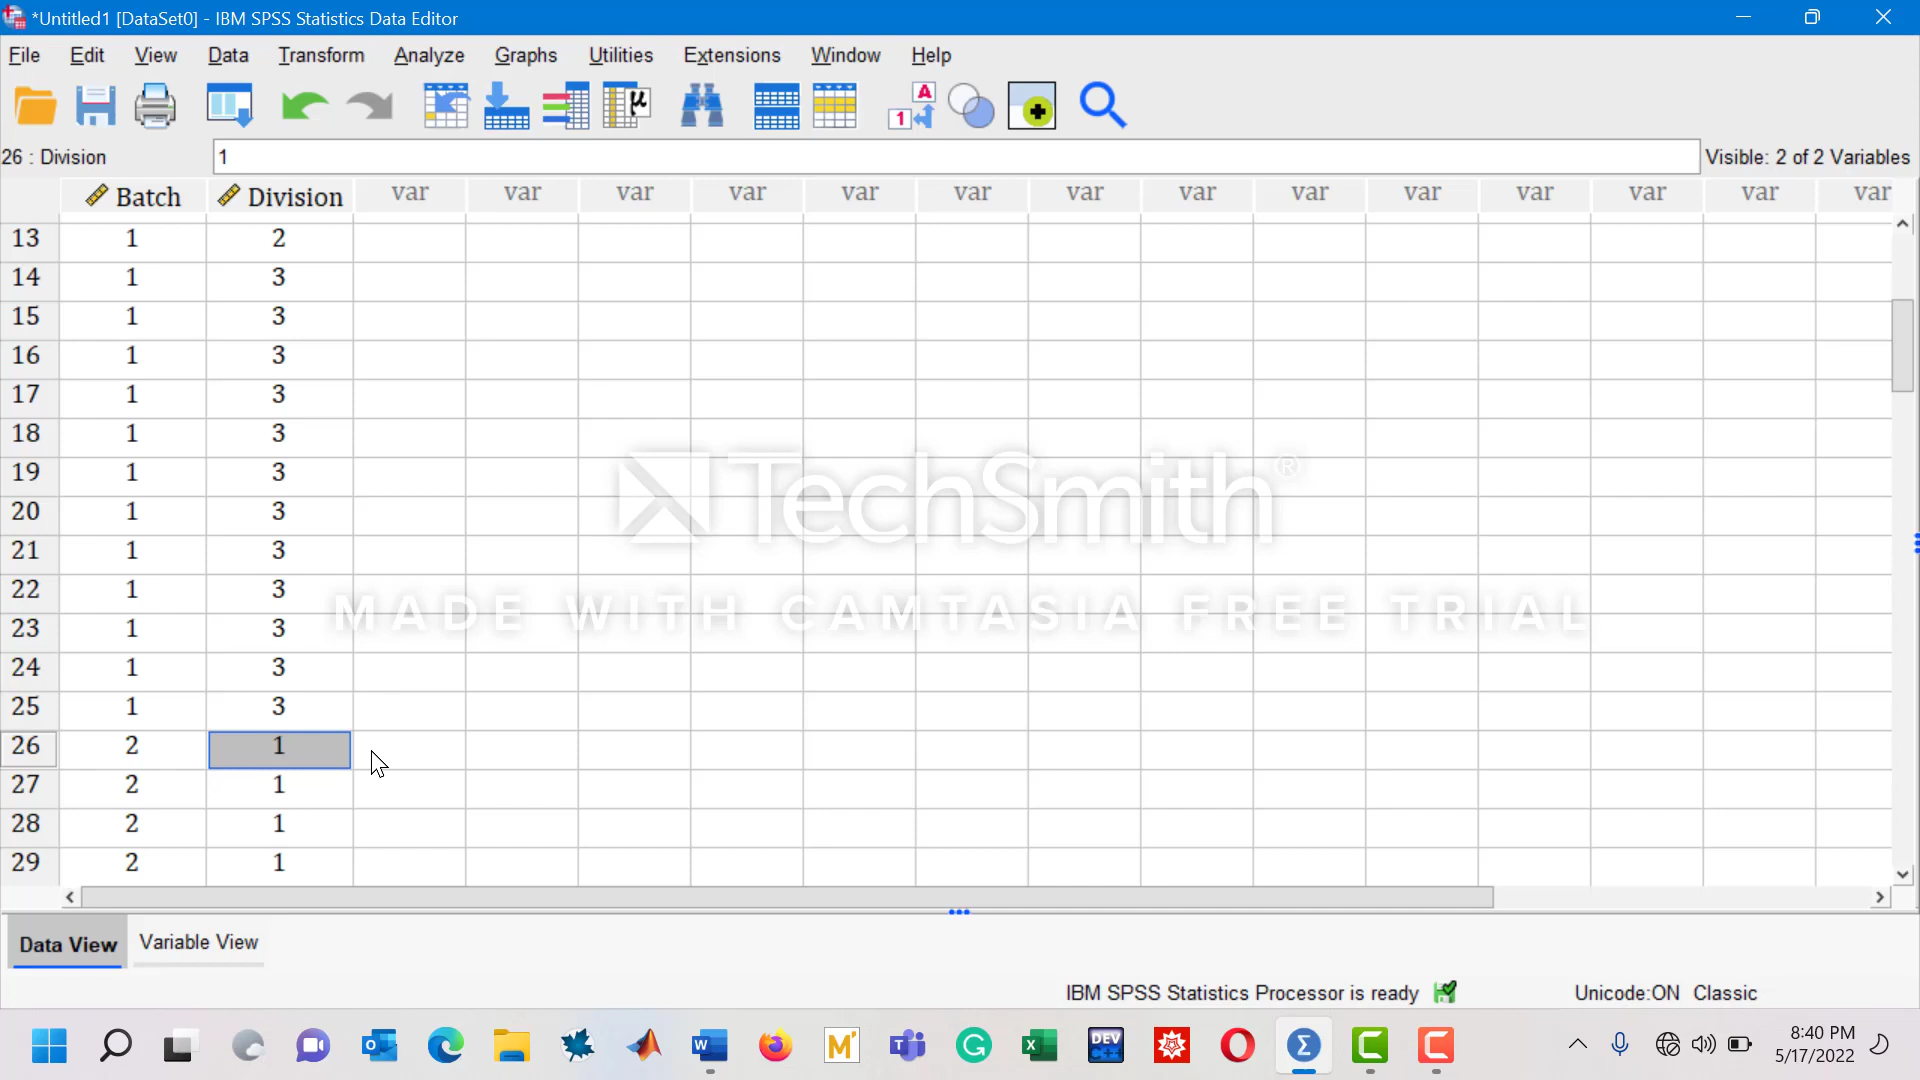 *Untitled1 [DataSet0] - IBM SPSS Statistics Data Editor
File Edit View Data Transform Analyze Graphs Utilities Extensions Window Help
26 : Division 1 Visible: 2 of 2 Variables
Batch Division var var var var var var var var var var var var var var
13 1 2
14 1 3
15 1 3
16 1 3
17 1 3
18 1 3
19 1 3
20 1 3
21 1 3
22 1 3
23 1 3
24 1 3
25 1 3
26 2 1
27 2 1
28 2 1
29 2 1
TechSmith®
MADE WITH CAMTASIA FREE TRIAL
Data View Variable View
IBM SPSS Statistics Processor is ready Unicode:ON Classic
8:40 PM
5/17/2022